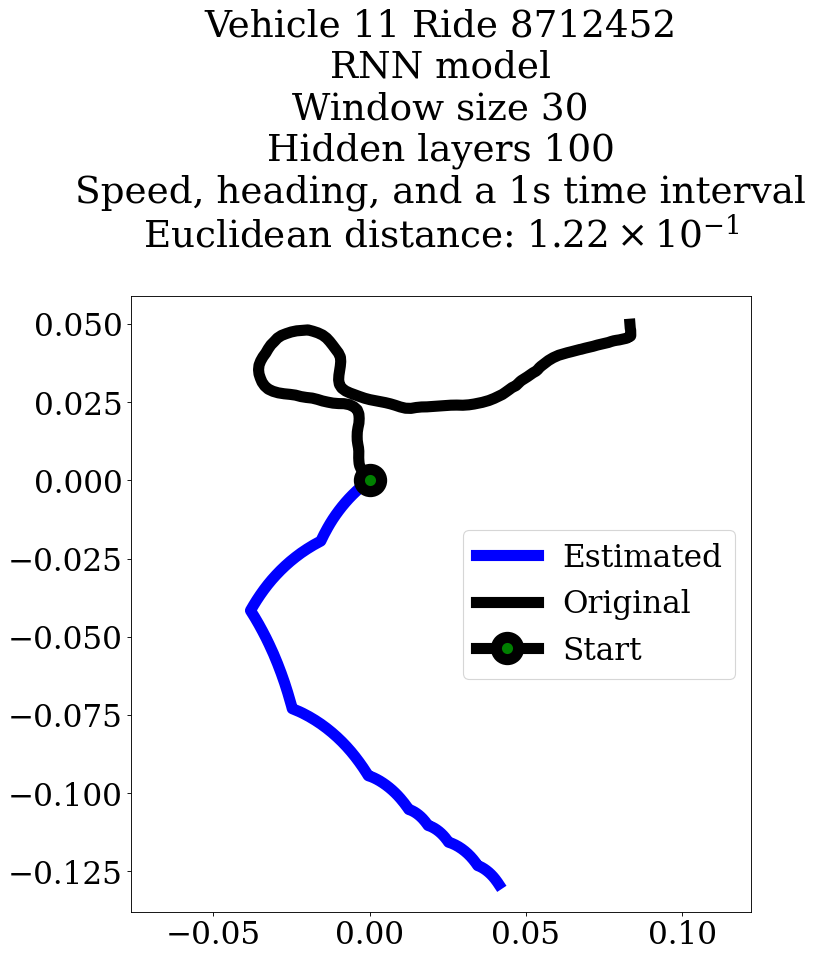 Vehicle 11 Ride 8712452
RNN model
Window size 30
Hidden layers 100
Speed, heading, and a 1s time interval
Euclidean distance: 1.22 × 10⁻¹
0.050
0.025
0.000
−0.025
−0.050
−0.075
−0.100
−0.125
Estimated
Original
Start
−0.05 0.00 0.05 0.10